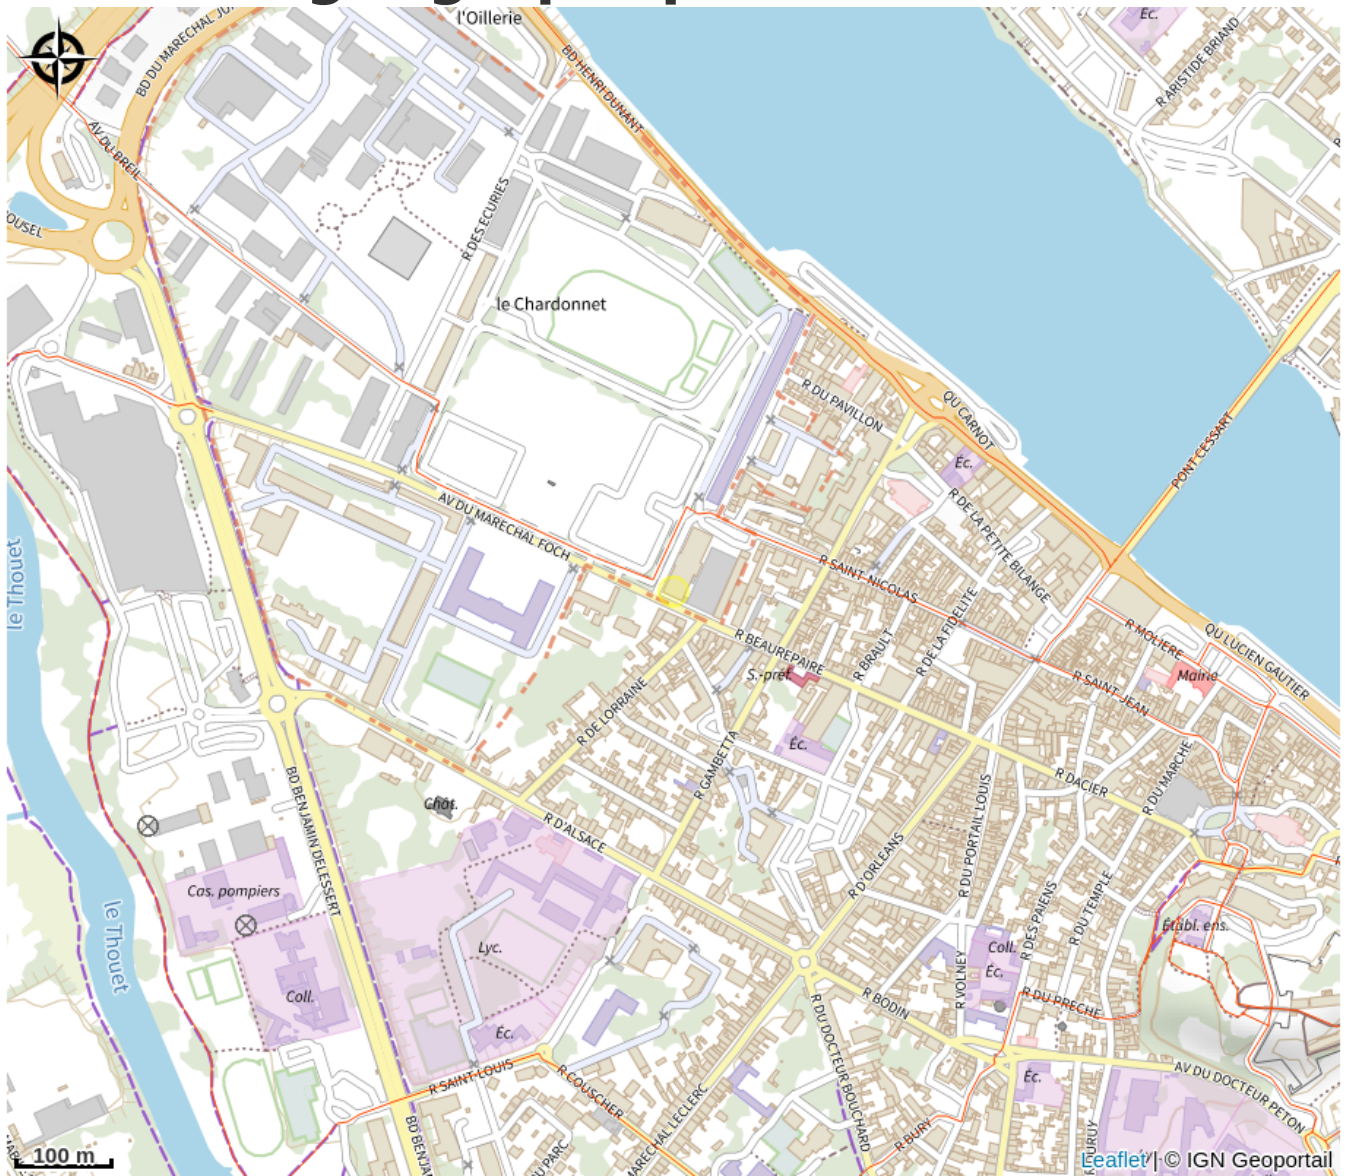 l'Oillerie
Éc.
BD DU MARECHAL JUI
BD HENRI DUNANT
R ARISTIDE BRIAND
AV DU BREIL
OUSEL
R DES ECURIES
le Chardonnet
R DU PAVILLON
QU CARNOT
PONT CESSART
Éc.
R DE LA PETITE BILANGE
AV DU MARECHAL FOCH
R SAINT-NICOLAS
le Thouet
R DE LA FIDELITE
R BRAULT
R BEAUREPAIRE
S.-préf.
R MOLIERE
QU LUCIEN GAUTIER
Mairie
R SAINT-JEAN
R DE LORRAINE
R GAMBETTA
Éc.
R DACIER
R DU MARCHE
BD BENJAMIN DELESSERT
Chât.
R D'ALSACE
R D'ORLEANS
R DU PORTAIL LOUIS
R DES PAIENS
R DU TEMPLE
Cas. pompiers
le Thouet
Lyc.
Coll.
Éc.
Établ. ens.
Coll.
R VOLNEY
R BODIN
R DU PRECHE
Éc.
R DU DOCTEUR BOUCHARD
R SAINT-LOUIS
R COUSCHER
Éc.
AV DU DOCTEUR PETON
R BURY
MARECHAL LECLERC
BD BENJA
U PARC
URUY
100 m
Leaflet | © IGN Geoportail